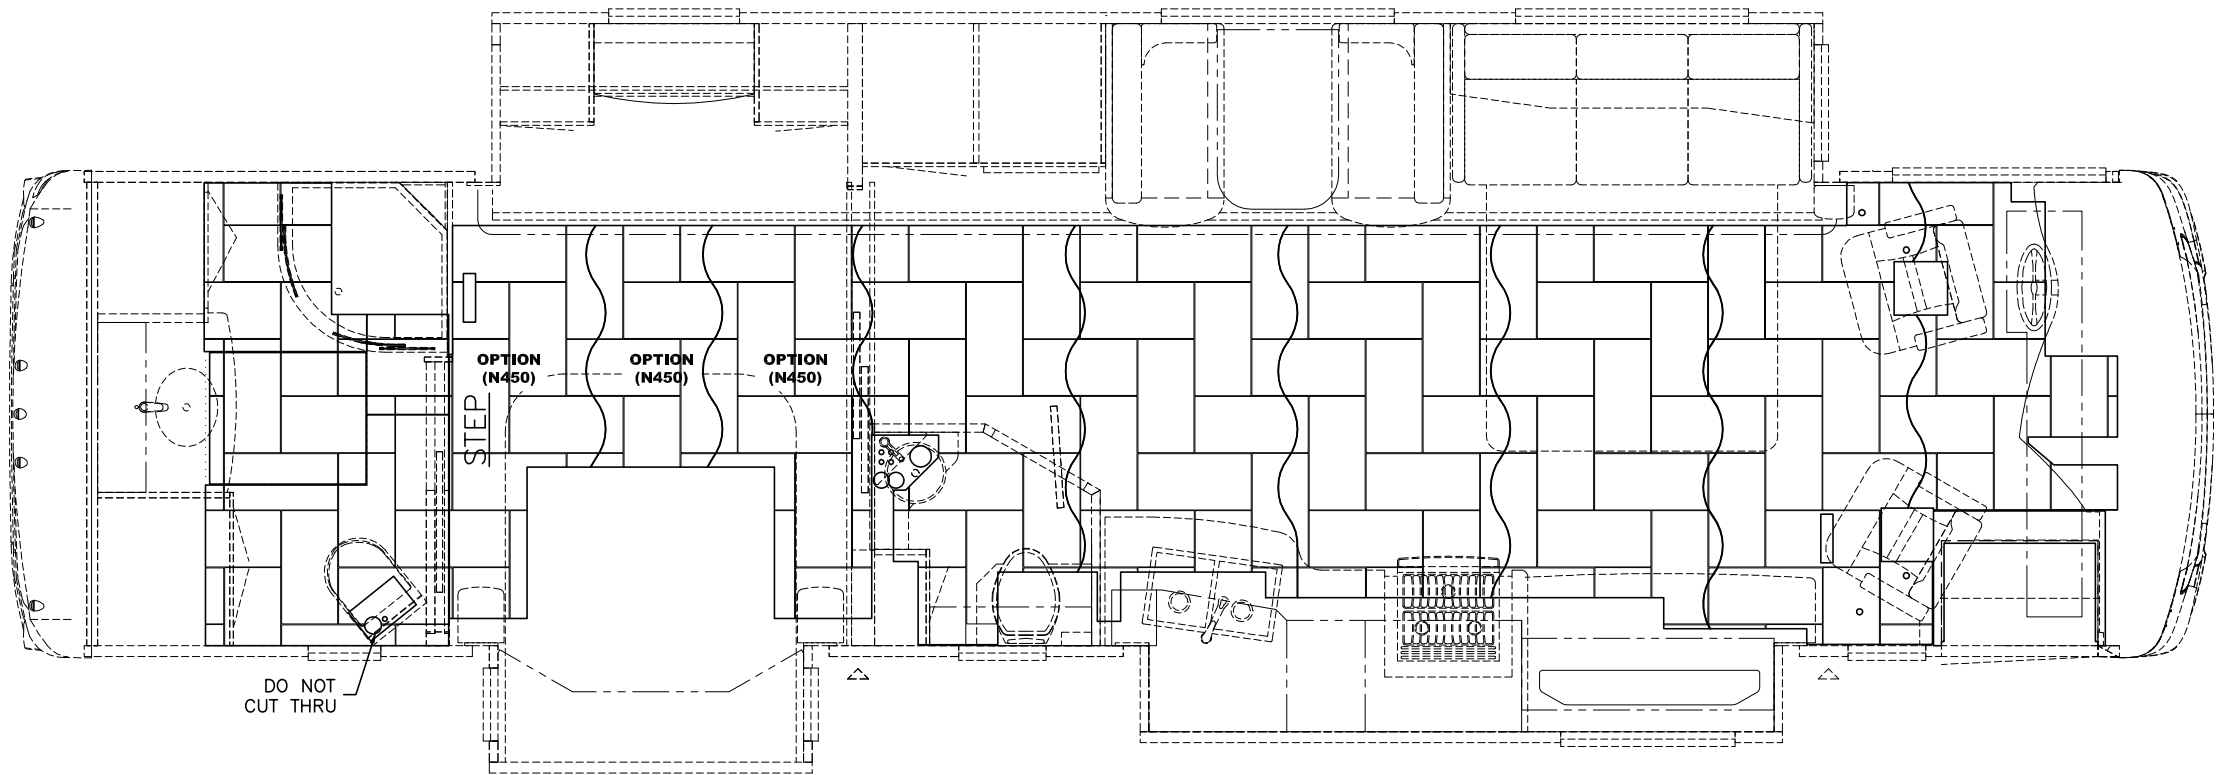 OPTION
(N450)
OPTION
(N450)
OPTION
(N450)
STEP
DO NOT
CUT THRU